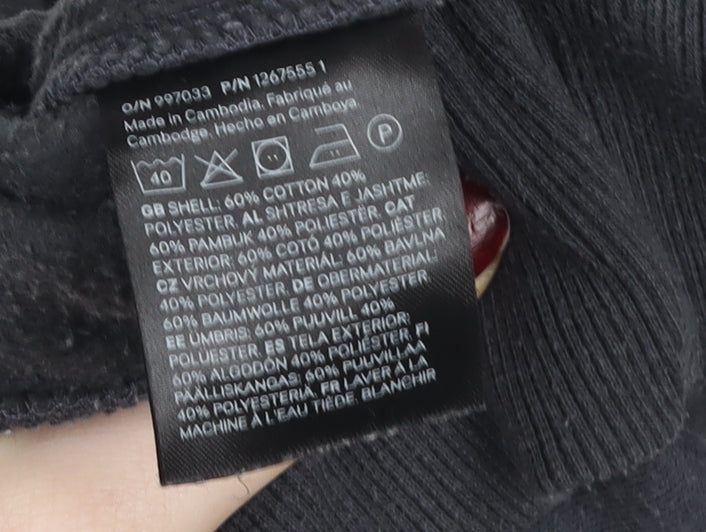 O/N 997033 P/N 1267555 1
Made in Cambodia. Fabriqué au
Cambodge. Hecho en Camboya
40 P
GB SHELL: 60% COTTON 40%
POLYESTER. AL SHTRESA E JASHTME:
60% PAMBUK 40% POLIESTËR. CAT
EXTERIOR: 60% COTÓ 40% POLIÈSTER.
CZ VRCHOVÝ MATERIÁL: 60% BAVLNA
40% POLYESTER. DE OBERMATERIAL:
60% BAUMWOLLE 40% POLYESTER
EE ÜMBRIS: 60% PUUVILL 40%
POLÜESTER. ES TELA EXTERIOR:
60% ALGODÓN 40% POLIÉSTER. FI
PÄÄLLISKANGAS: 60% PUUVILLAA
40% POLYESTERIÄ. FR LAVER À LA
MACHINE À L'EAU TIÈDE. BLANCHIR